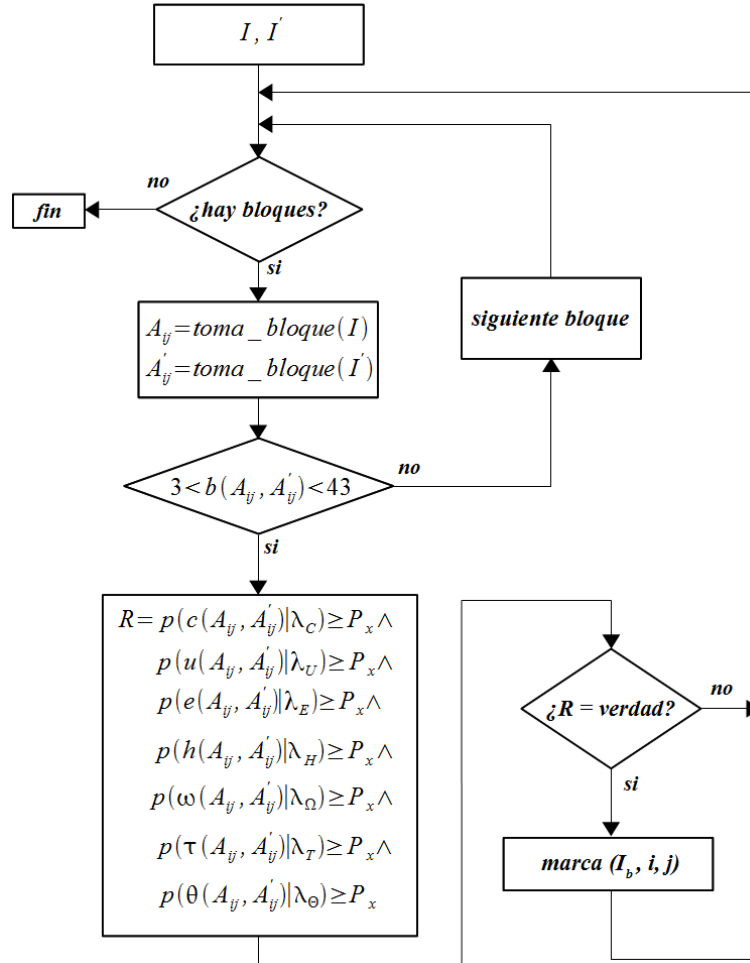 I , I'
no
¿hay bloques?
fin
si
A_ij=toma_bloque(I)
A'_ij=toma_bloque(I')
siguiente bloque
3<b(A_ij, A'_ij)<43
no
si
R= p(c(A_ij, A'_ij)|λ_C)≥P_x∧
p(u(A_ij, A'_ij)|λ_U)≥P_x∧
p(e(A_ij, A'_ij)|λ_E)≥P_x∧
p(h(A_ij, A'_ij)|λ_H)≥P_x∧
p(ω(A_ij, A'_ij)|λ_Ω)≥P_x∧
p(τ(A_ij, A'_ij)|λ_T)≥P_x∧
p(θ(A_ij, A'_ij)|λ_Θ)≥P_x
¿R = verdad?
no
si
marca (I_b, i, j)